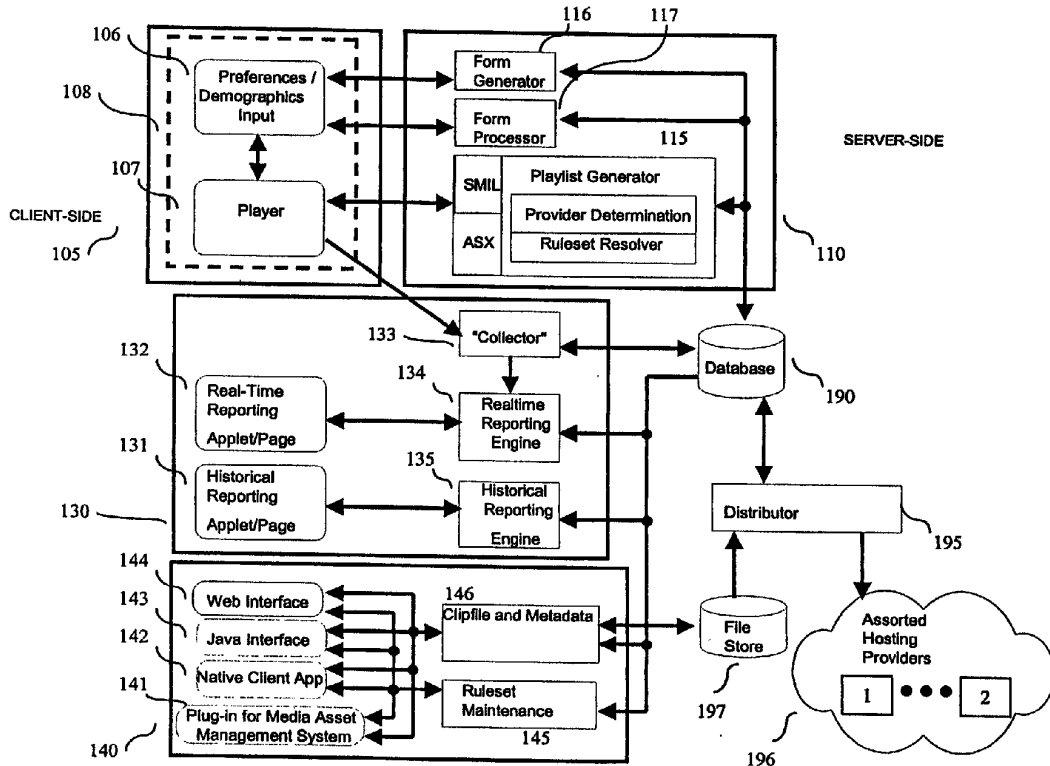 106
108
107
CLIENT-SIDE
105
Preferences /
Demographics
Input
Player
116
117
Form
Generator
Form
Processor
115
SMIL
ASX
Playlist Generator
Provider Determination
Ruleset Resolver
SERVER-SIDE
110
"Collector"
133
132
Real-Time
Reporting
Applet/Page
134
Realtime
Reporting
Engine
131
Historical
Reporting
Applet/Page
135
Historical
Reporting
Engine
130
Database
190
Distributor
195
144
Web Interface
143
Java Interface
142
Native Client App
141
Plug-in for Media Asset
Management System
140
146
Clipfile and Metadata
Ruleset
Maintenance
145
File
Store
197
Assorted
Hosting
Providers
1
2
196